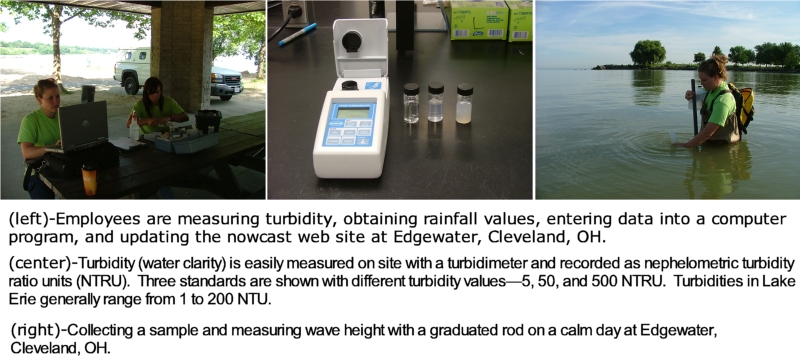 (left)-Employees are measuring turbidity, obtaining rainfall values, entering data into a computer
program, and updating the nowcast web site at Edgewater, Cleveland, OH.
(center)-Turbidity (water clarity) is easily measured on site with a turbidimeter and recorded as nephelometric turbidity
ratio units (NTRU).  Three standards are shown with different turbidity values—5, 50, and 500 NTRU.  Turbidities in Lake
Erie generally range from 1 to 200 NTU.
(right)-Collecting a sample and measuring wave height with a graduated rod on a calm day at Edgewater,
Cleveland, OH.